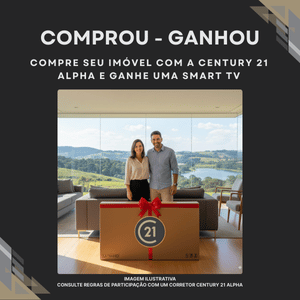 COMPROU - GANHOU
COMPRE SEU IMÓVEL COM A CENTURY 21
ALPHA E GANHE UMA SMART TV
C21
IMAGEM ILUSTRATIVA
CONSULTE REGRAS DE PARTICIPAÇÃO COM UM CORRETOR CENTURY 21 ALPHA